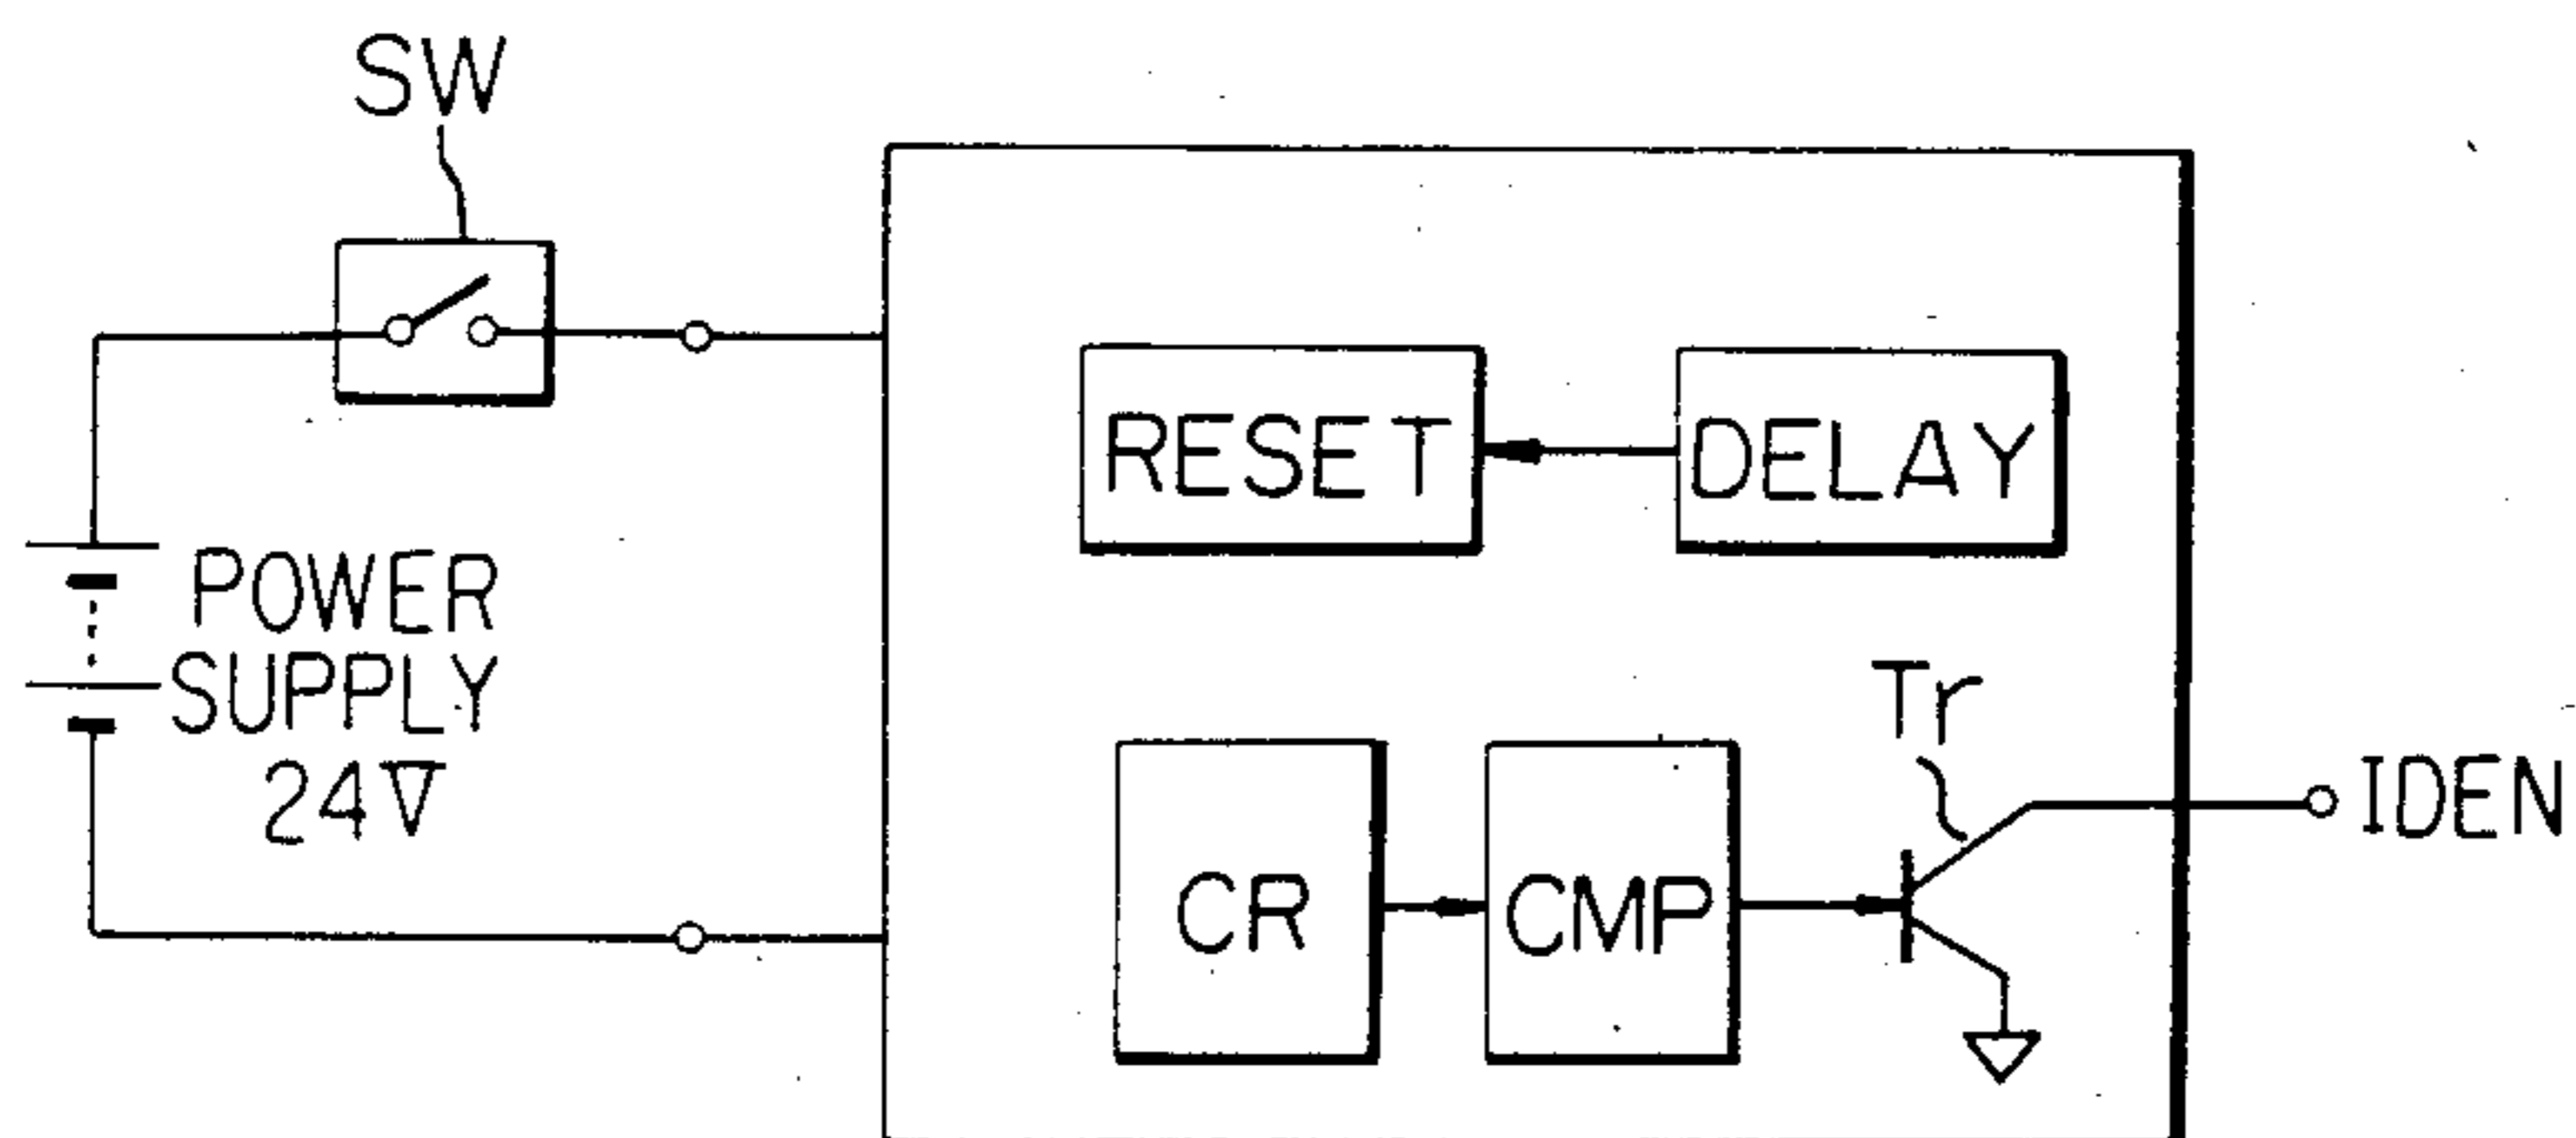 SW
RESET
DELAY
POWER
SUPPLY
24V
Tr
IDEN
CR
CMP